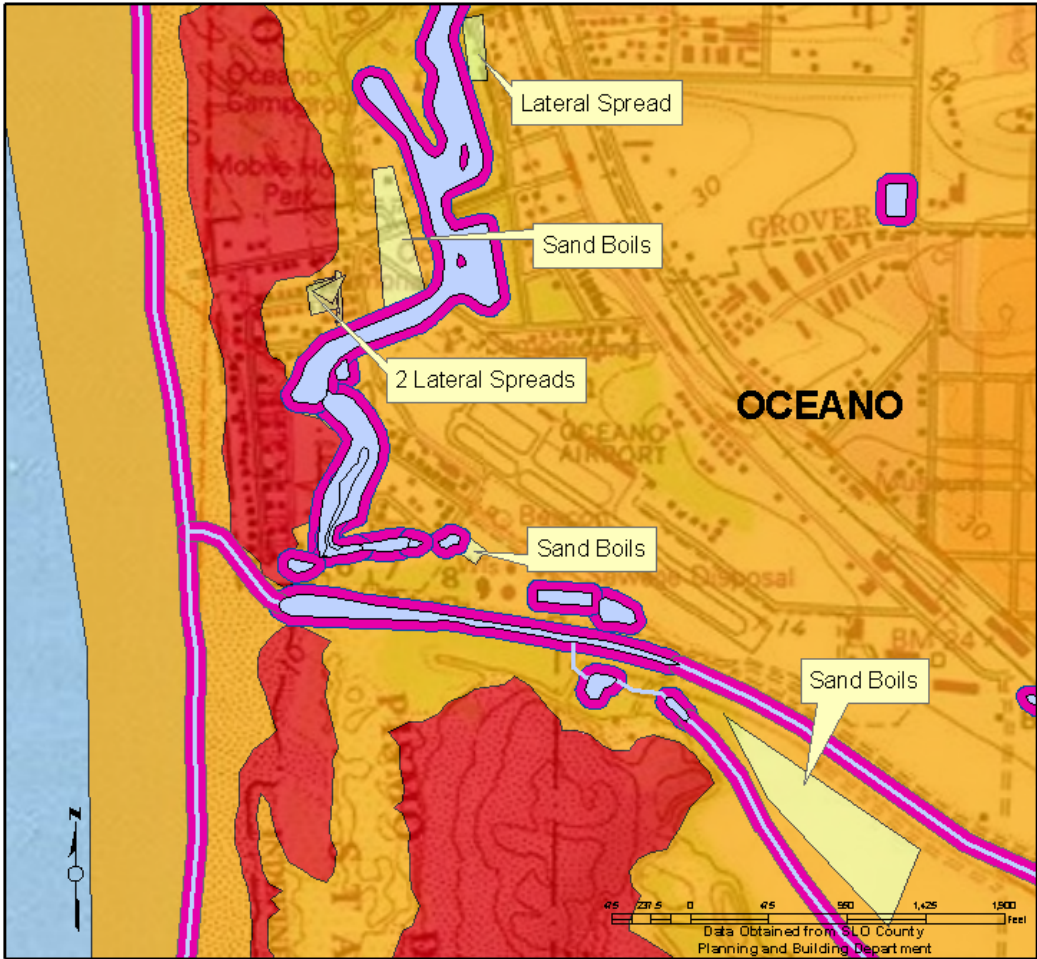 Oceano
Lateral Spread
52
Mobile Home
Park
30
GROVER
Sand Boils
2 Lateral Spreads
OCEANO
OCEANO
AIRPORT
Sand Boils
Sewage Disposal
14
BM 24
Sand Boils
Z
475 237.5 0 475 950 1,425 1,900
Feet
Data Obtained from SLO County
Planning and Building Department